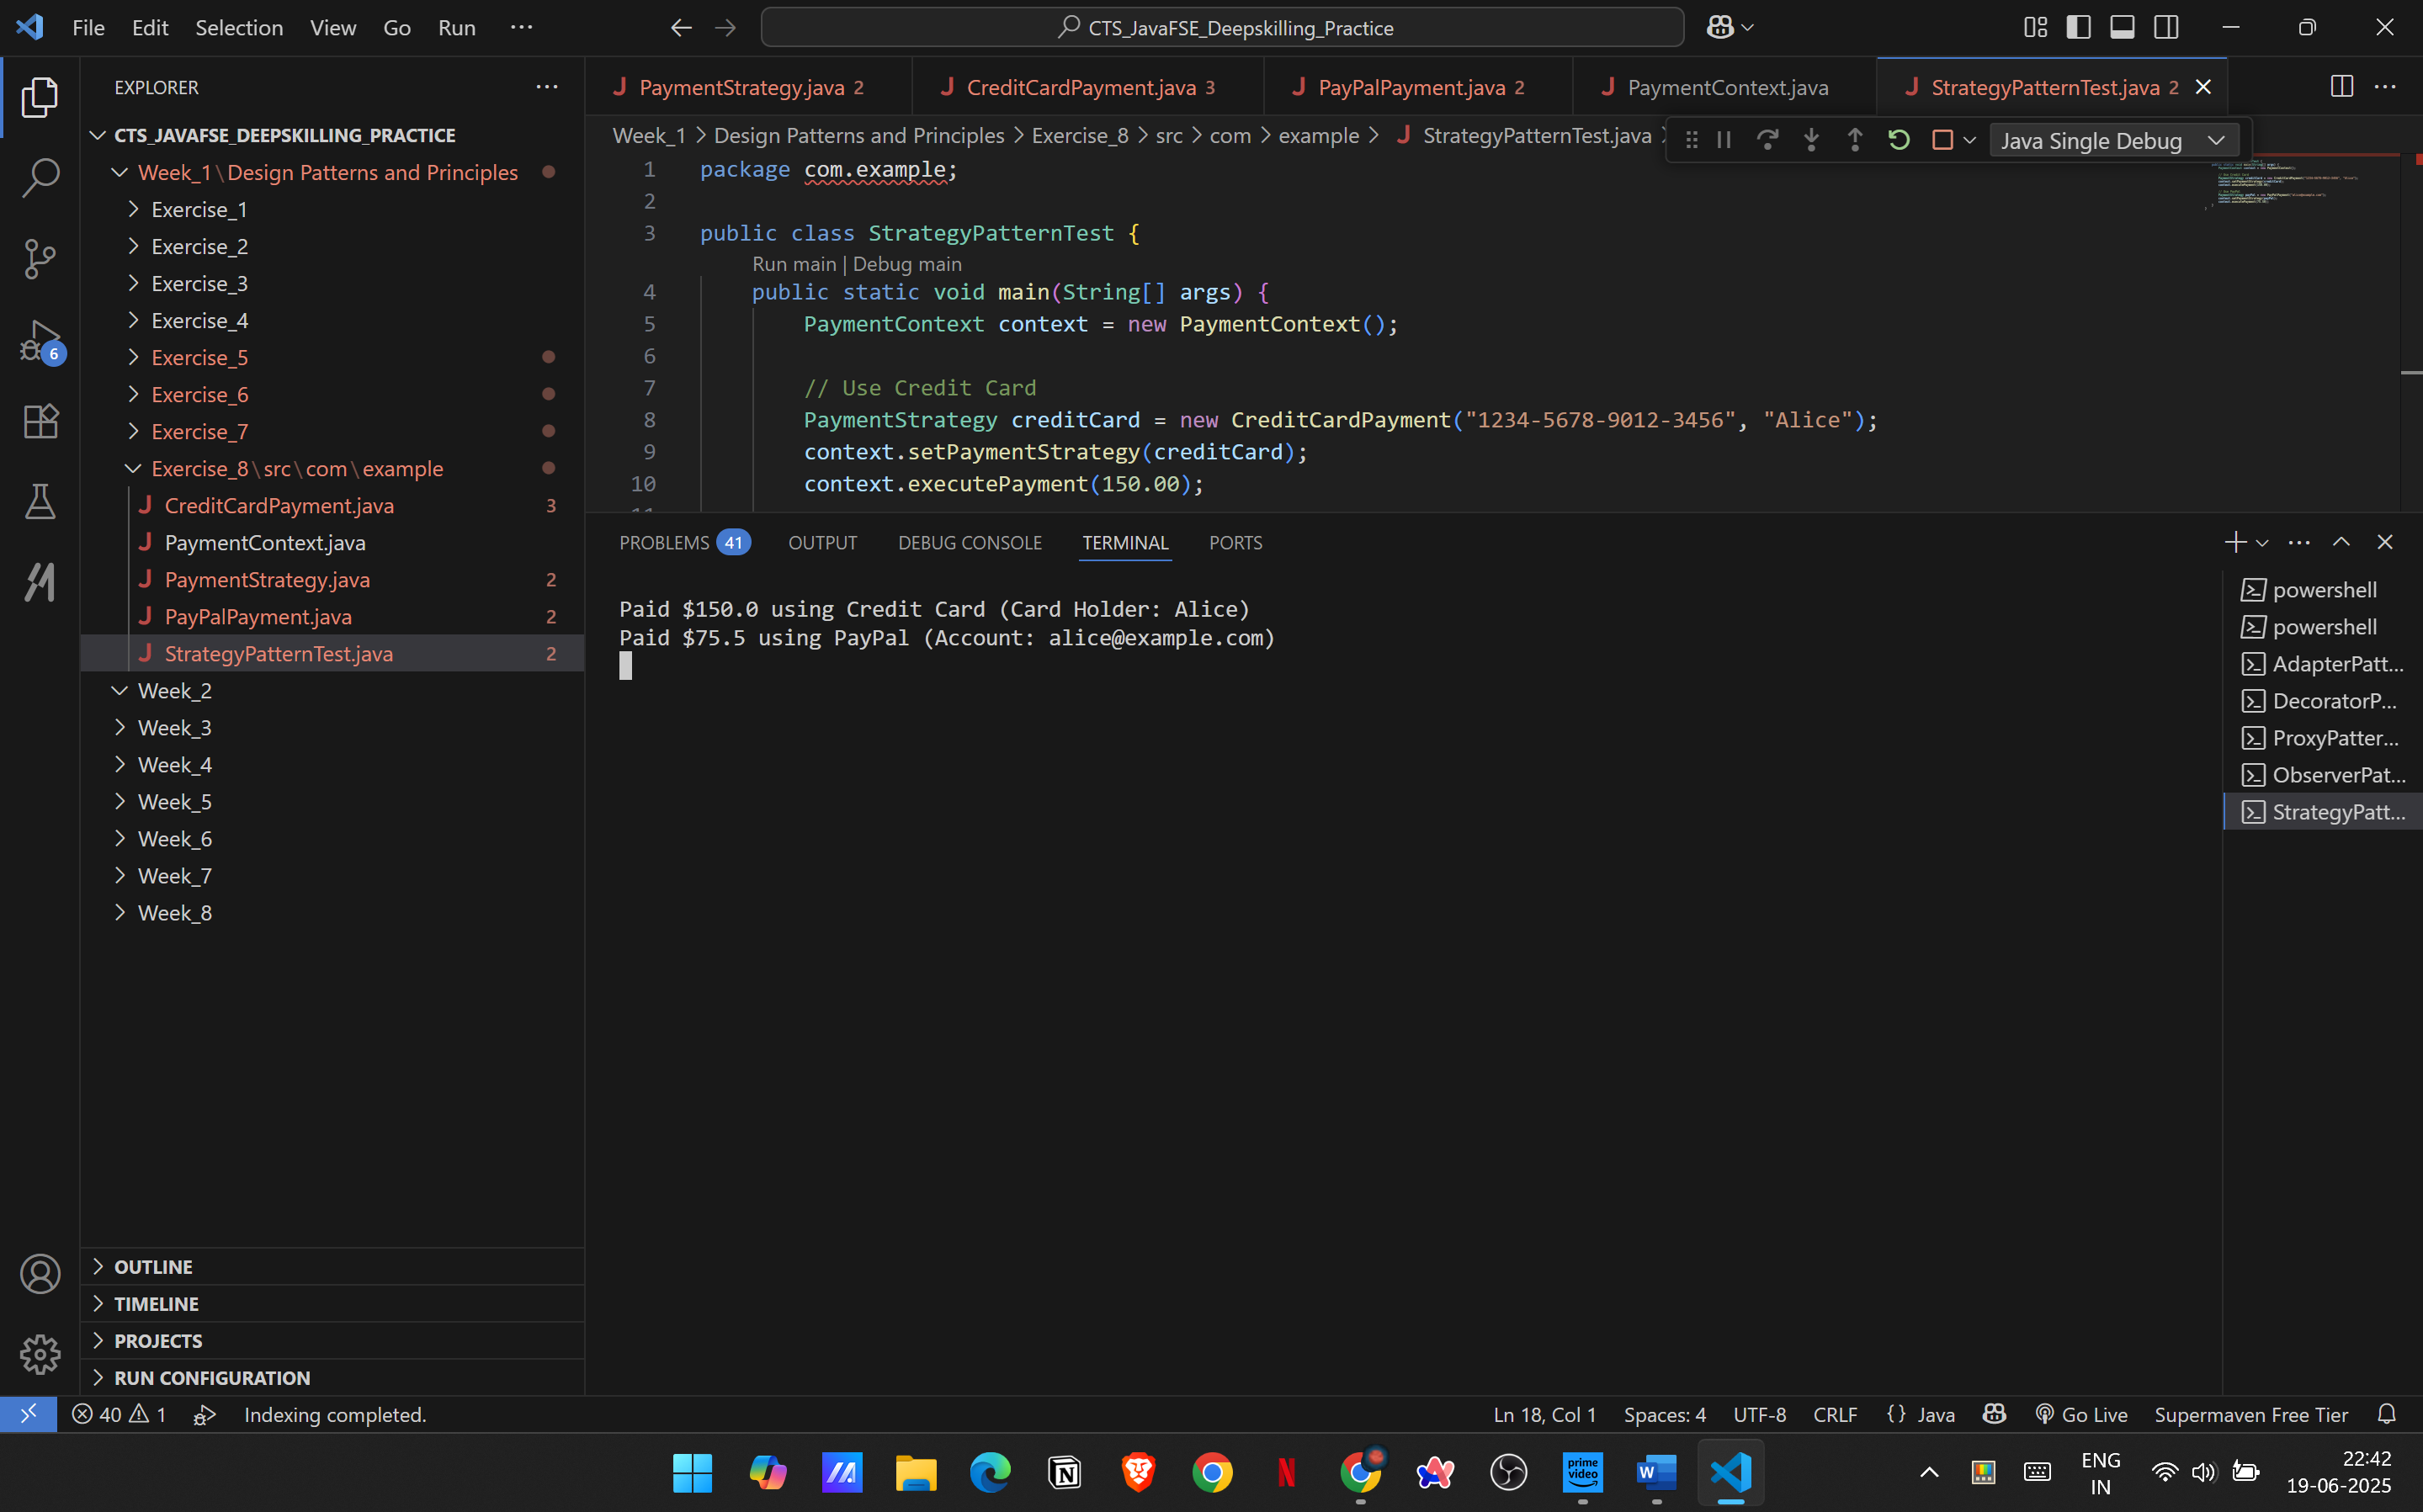 File Edit Selection View Go Run ···
CTS_JavaFSE_Deepskilling_Practice
EXPLORER
CTS_JAVAFSE_DEEPSKILLING_PRACTICE
Week_1\Design Patterns and Principles
Exercise_1
Exercise_2
Exercise_3
Exercise_4
Exercise_5
Exercise_6
Exercise_7
Exercise_8\src\com\example
J CreditCardPayment.java 3
J PaymentContext.java
J PaymentStrategy.java 2
J PayPalPayment.java 2
J StrategyPatternTest.java 2
Week_2
Week_3
Week_4
Week_5
Week_6
Week_7
Week_8
OUTLINE
TIMELINE
PROJECTS
RUN CONFIGURATION
6
J PaymentStrategy.java 2
J CreditCardPayment.java 3
J PayPalPayment.java 2
J PaymentContext.java
J StrategyPatternTest.java 2
Week_1 > Design Patterns and Principles > Exercise_8 > src > com > example > J StrategyPatternTest.java
Java Single Debug
1 package com.example;
2
3 public class StrategyPatternTest {
Run main | Debug main
4 public static void main(String[] args) {
5 PaymentContext context = new PaymentContext();
6
7 // Use Credit Card
8 PaymentStrategy creditCard = new CreditCardPayment("1234-5678-9012-3456", "Alice");
9 context.setPaymentStrategy(creditCard);
10 context.executePayment(150.00);
PROBLEMS 41 OUTPUT DEBUG CONSOLE TERMINAL PORTS
Paid $150.0 using Credit Card (Card Holder: Alice)
Paid $75.5 using PayPal (Account: alice@example.com)
powershell
powershell
AdapterPatt...
DecoratorP...
ProxyPatter...
ObserverPat...
StrategyPatt...
40 1 Indexing completed.
Ln 18, Col 1 Spaces: 4 UTF-8 CRLF {} Java Go Live Supermaven Free Tier
prime video
W
N
ENG
IN
22:42
19-06-2025